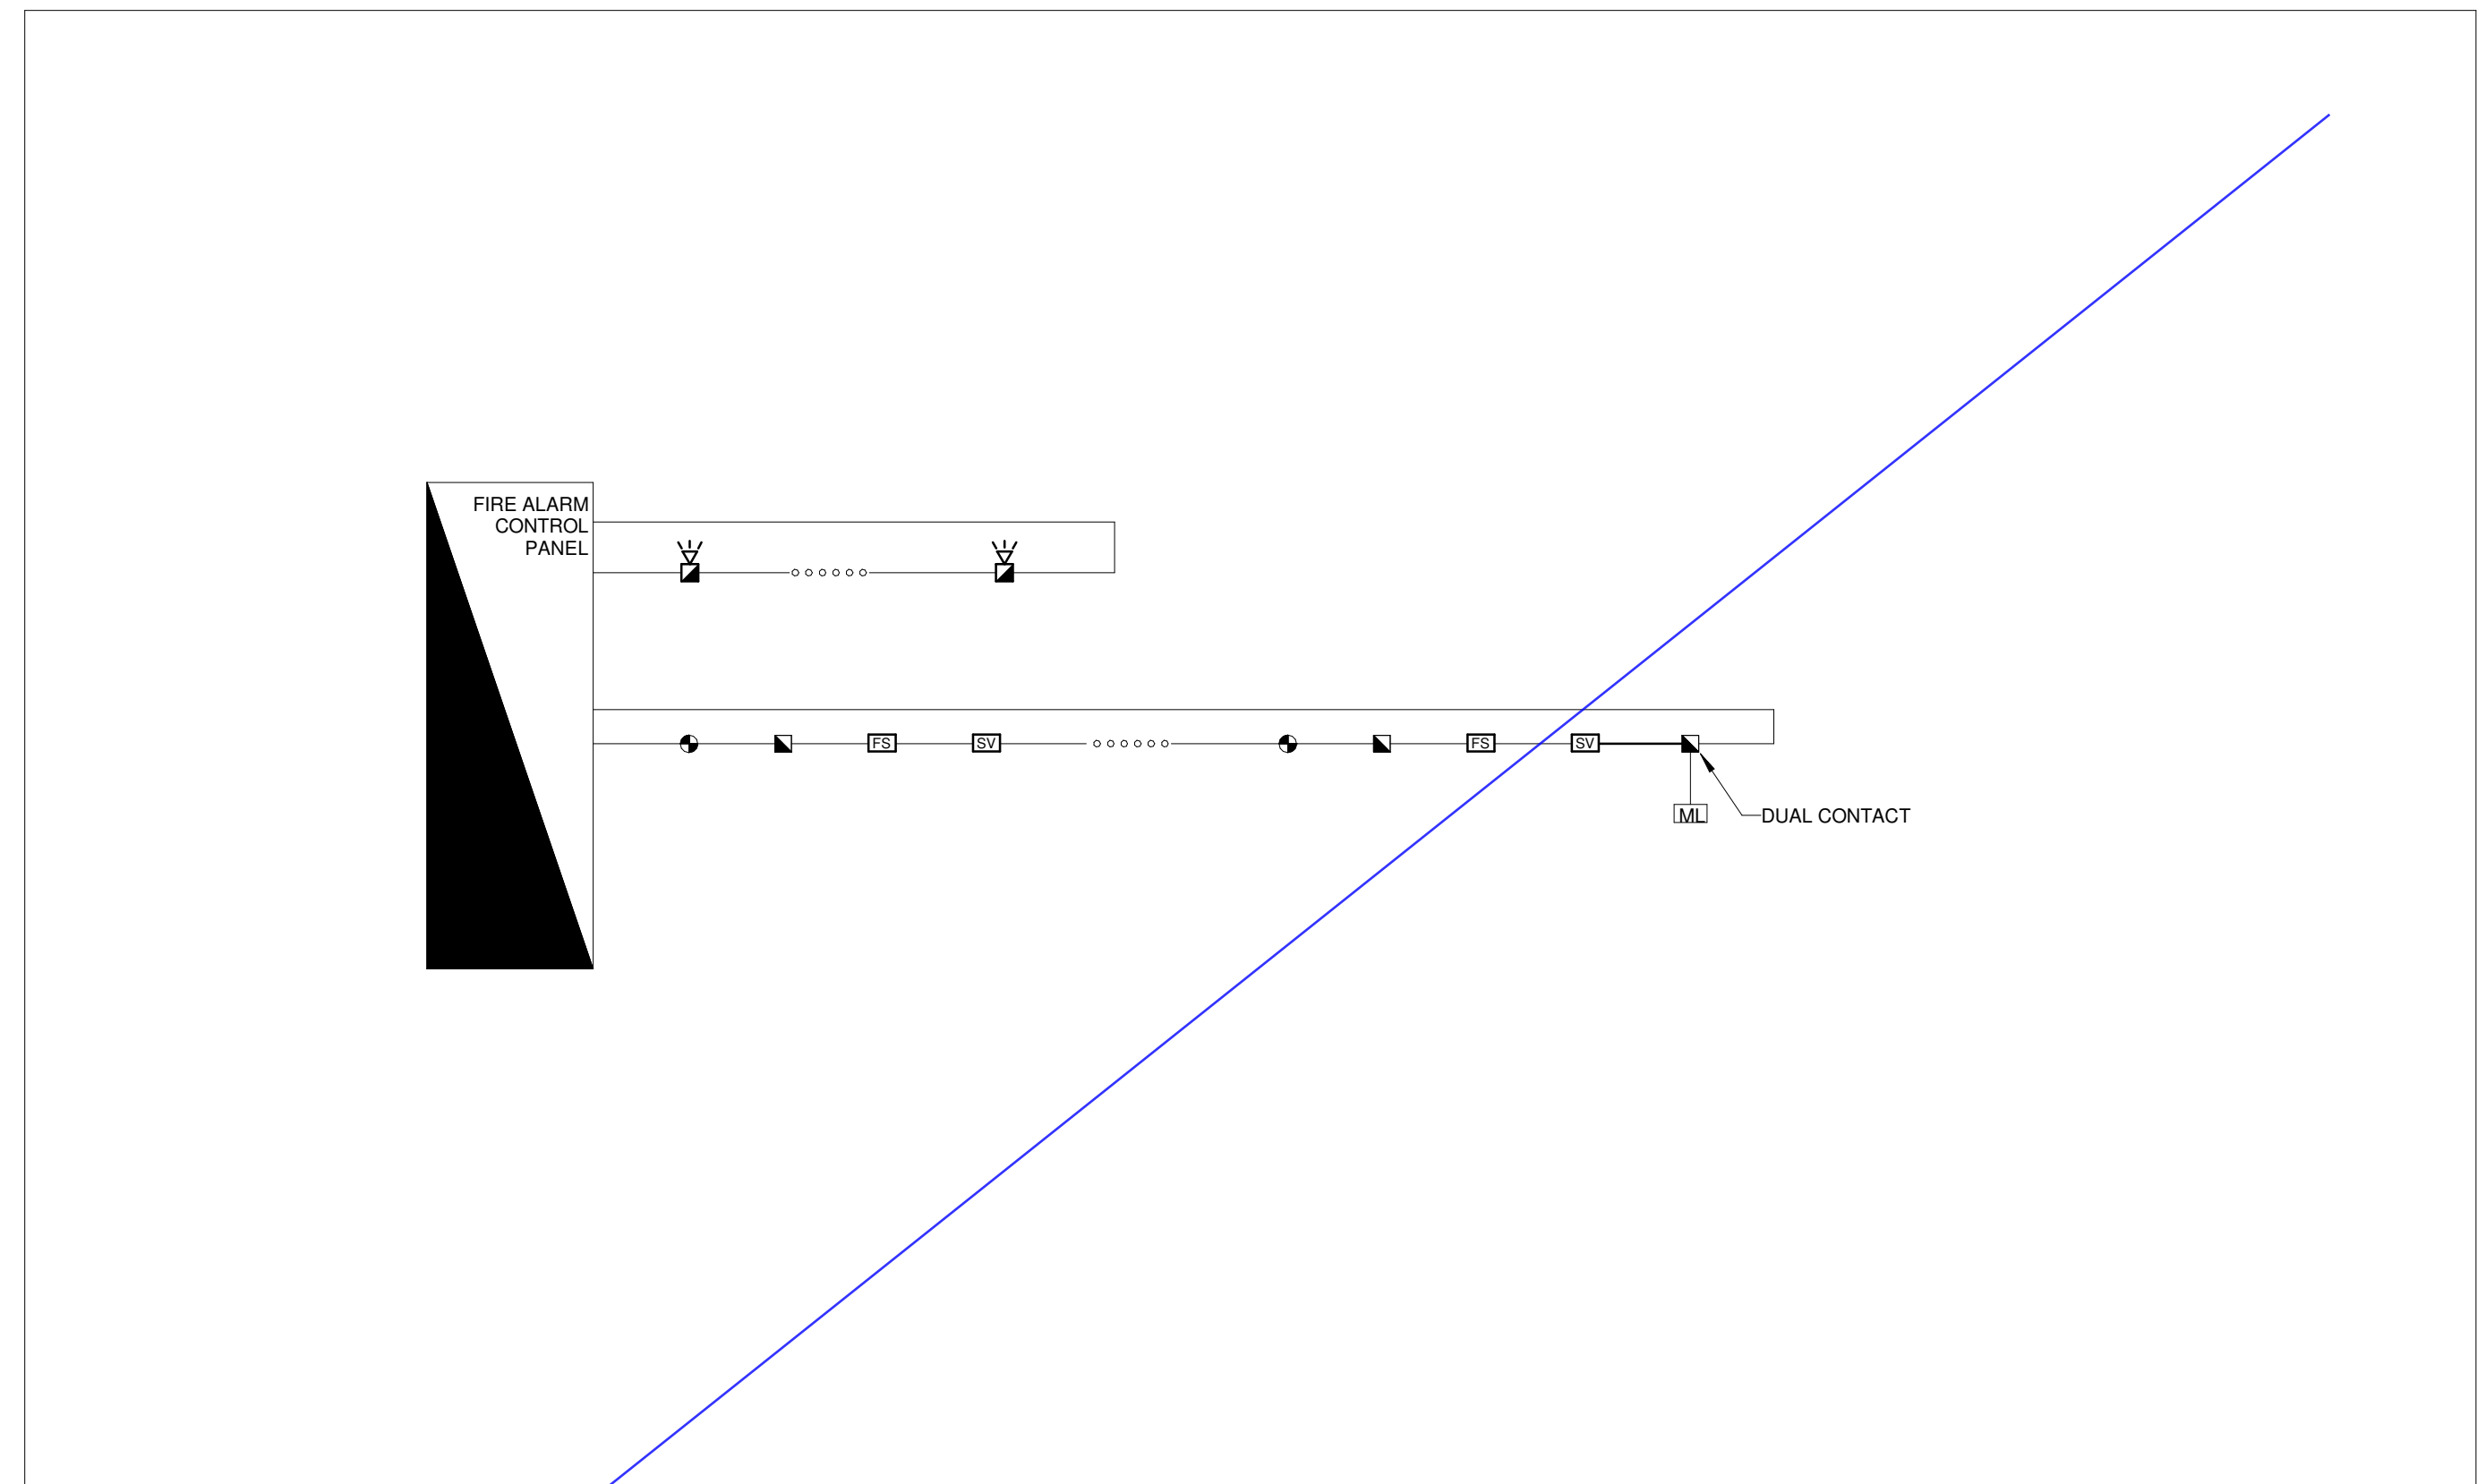 FIRE ALARM
CONTROL
PANEL
FS
SV
FS
SV
ML
DUAL CONTACT